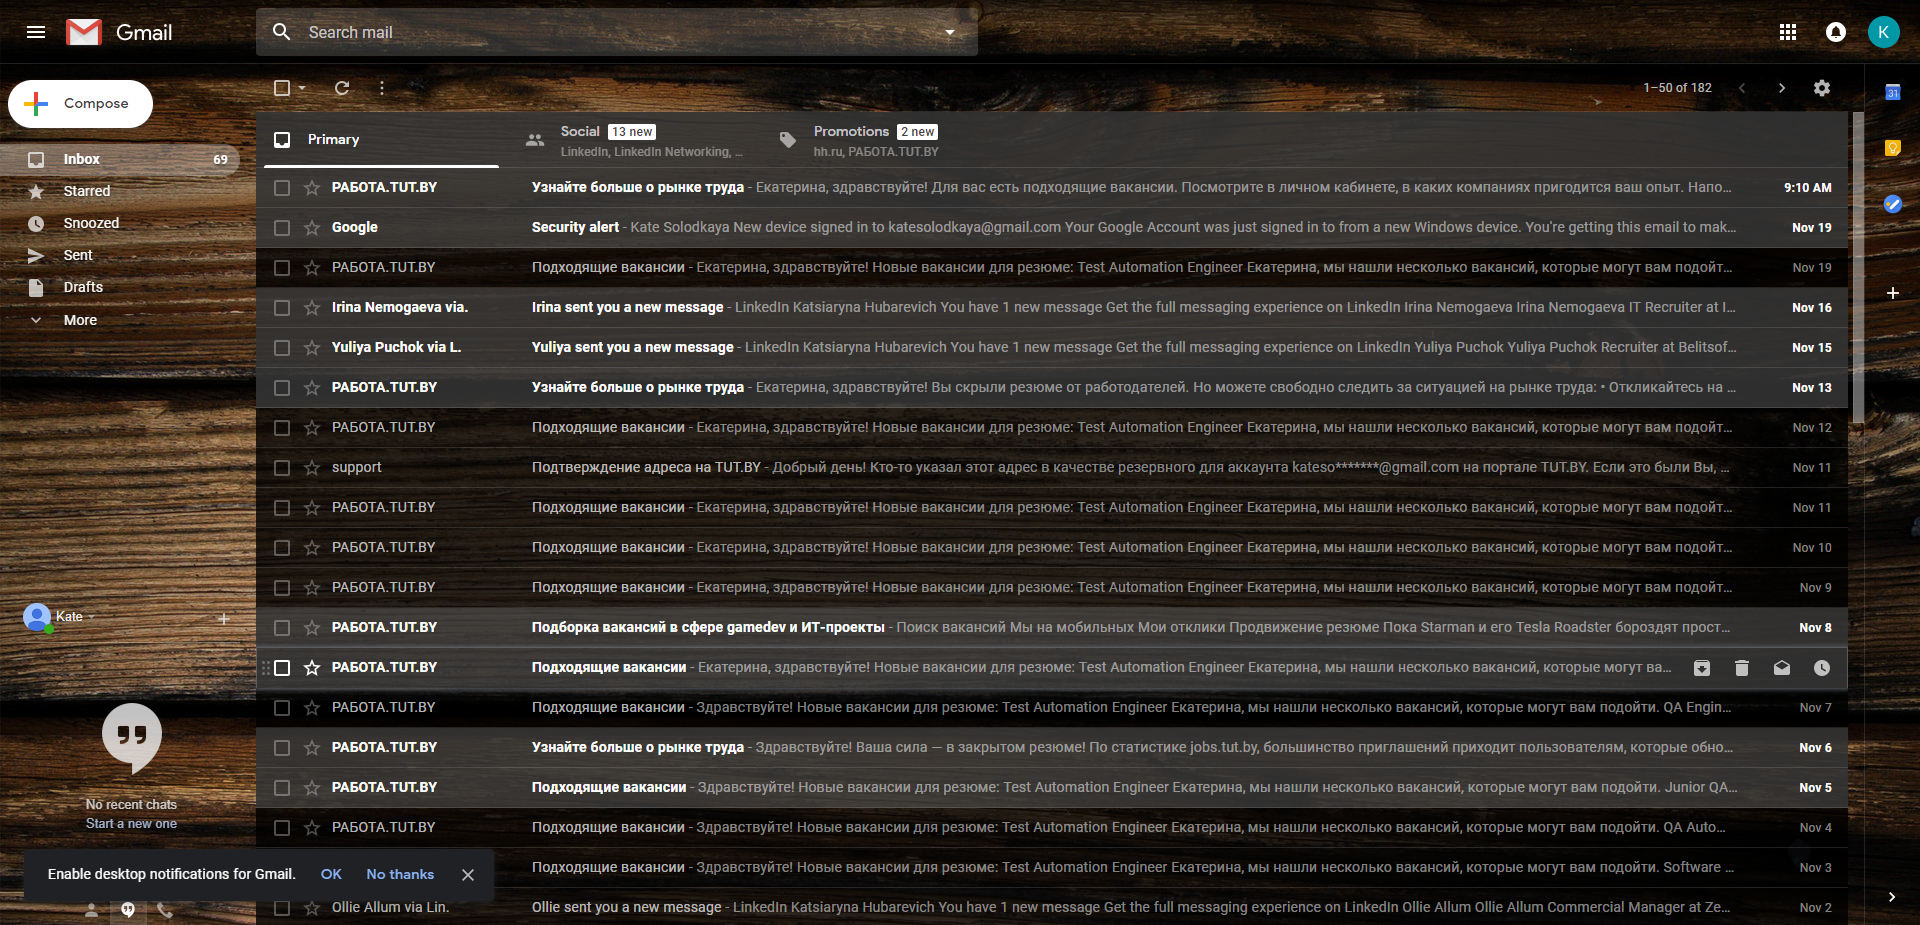 Gmail
Search mail
K
Compose
1–50 of 182
31
Primary
Social 13 new
LinkedIn, LinkedIn Networking, ...
Promotions 2 new
hh.ru, РАБОТА.TUT.BY
Inbox 69
Starred
Snoozed
Sent
Drafts
More
РАБОТА.TUT.BY Узнайте больше о рынке труда - Екатерина, здравствуйте! Для вас есть подходящие вакансии. Посмотрите в личном кабинете, в каких компаниях пригодится ваш опыт. Напо... 9:10 AM
Google Security alert - Kate Solodkaya New device signed in to katesolodkaya@gmail.com Your Google Account was just signed in to from a new Windows device. You're getting this email to mak... Nov 19
РАБОТА.TUT.BY Подходящие вакансии - Екатерина, здравствуйте! Новые вакансии для резюме: Test Automation Engineer Екатерина, мы нашли несколько вакансий, которые могут вам подойт... Nov 19
Irina Nemogaeva via. Irina sent you a new message - LinkedIn Katsiaryna Hubarevich You have 1 new message Get the full messaging experience on LinkedIn Irina Nemogaeva Irina Nemogaeva IT Recruiter at I... Nov 16
Yuliya Puchok via L. Yuliya sent you a new message - LinkedIn Katsiaryna Hubarevich You have 1 new message Get the full messaging experience on LinkedIn Yuliya Puchok Yuliya Puchok Recruiter at Belitsof... Nov 15
РАБОТА.TUT.BY Узнайте больше о рынке труда - Екатерина, здравствуйте! Вы скрыли резюме от работодателей. Но можете свободно следить за ситуацией на рынке труда: • Откликайтесь на ... Nov 13
РАБОТА.TUT.BY Подходящие вакансии - Екатерина, здравствуйте! Новые вакансии для резюме: Test Automation Engineer Екатерина, мы нашли несколько вакансий, которые могут вам подойт... Nov 12
support Подтверждение адреса на TUT.BY - Добрый день! Кто-то указал этот адрес в качестве резервного для аккаунта kateso*******@gmail.com на портале TUT.BY. Если это были Вы, ... Nov 11
РАБОТА.TUT.BY Подходящие вакансии - Екатерина, здравствуйте! Новые вакансии для резюме: Test Automation Engineer Екатерина, мы нашли несколько вакансий, которые могут вам подойт... Nov 11
РАБОТА.TUT.BY Подходящие вакансии - Екатерина, здравствуйте! Новые вакансии для резюме: Test Automation Engineer Екатерина, мы нашли несколько вакансий, которые могут вам подойт... Nov 10
РАБОТА.TUT.BY Подходящие вакансии - Екатерина, здравствуйте! Новые вакансии для резюме: Test Automation Engineer Екатерина, мы нашли несколько вакансий, которые могут вам подойт... Nov 9
РАБОТА.TUT.BY Подборка вакансий в сфере gamedev и ИТ-проекты - Поиск вакансий Мы на мобильных Мои отклики Продвижение резюме Пока Starman и его Tesla Roadster бороздят прост... Nov 8
РАБОТА.TUT.BY Подходящие вакансии - Екатерина, здравствуйте! Новые вакансии для резюме: Test Automation Engineer Екатерина, мы нашли несколько вакансий, которые могут ва...
РАБОТА.TUT.BY Подходящие вакансии - Здравствуйте! Новые вакансии для резюме: Test Automation Engineer Екатерина, мы нашли несколько вакансий, которые могут вам подойти. QA Engin... Nov 7
РАБОТА.TUT.BY Узнайте больше о рынке труда - Здравствуйте! Ваша сила — в закрытом резюме! По статистике jobs.tut.by, большинство приглашений приходит пользователям, которые обно... Nov 6
РАБОТА.TUT.BY Подходящие вакансии - Здравствуйте! Новые вакансии для резюме: Test Automation Engineer Екатерина, мы нашли несколько вакансий, которые могут вам подойти. Junior QA... Nov 5
РАБОТА.TUT.BY Подходящие вакансии - Здравствуйте! Новые вакансии для резюме: Test Automation Engineer Екатерина, мы нашли несколько вакансий, которые могут вам подойти. QA Auto... Nov 4
Подходящие вакансии - Здравствуйте! Новые вакансии для резюме: Test Automation Engineer Екатерина, мы нашли несколько вакансий, которые могут вам подойти. Software ... Nov 3
Ollie Allum via Lin. Ollie sent you a new message - LinkedIn Katsiaryna Hubarevich You have 1 new message Get the full messaging experience on LinkedIn Ollie Allum Ollie Allum Commercial Manager at Ze... Nov 2
Kate
No recent chats
Start a new one
Enable desktop notifications for Gmail. OK No thanks